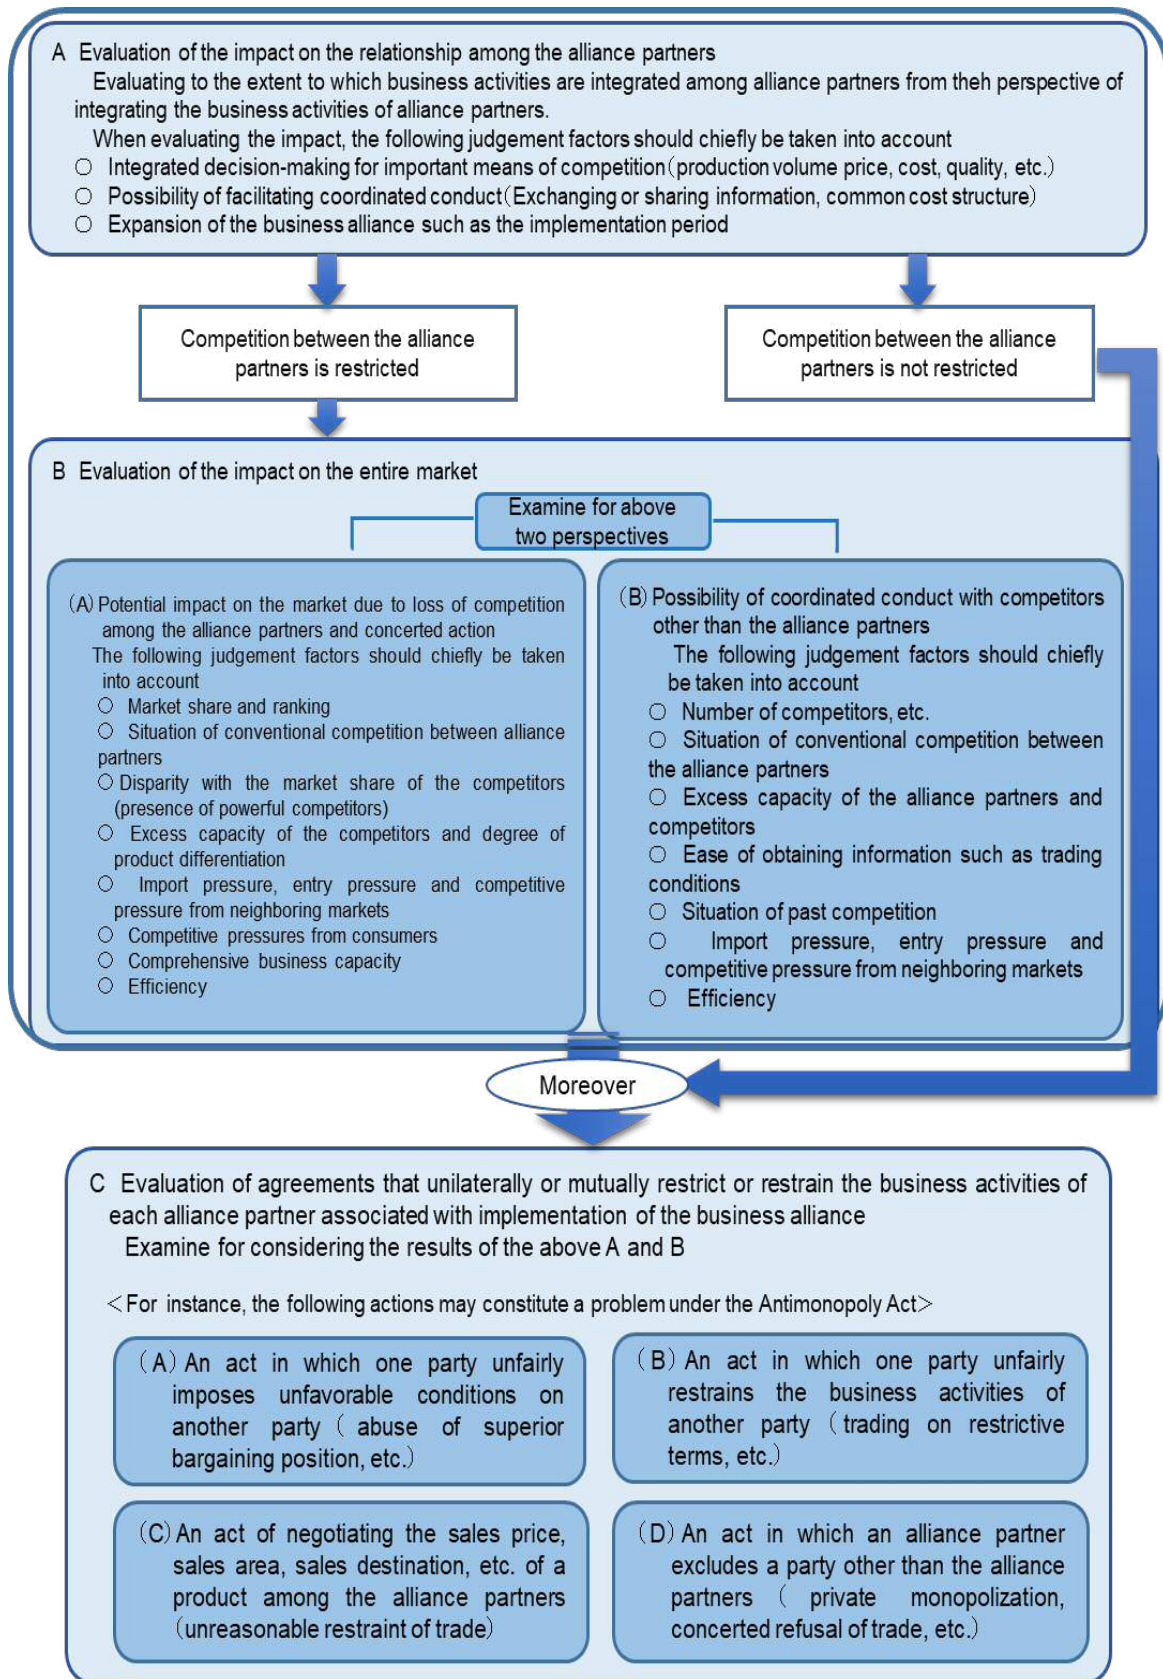 A Evaluation of the impact on the relationship among the alliance partners
Evaluating to the extent to which business activities are integrated among alliance partners from theh perspective of
integrating the business activities of alliance partners.
When evaluating the impact, the following judgement factors should chiefly be taken into account
○ Integrated decision-making for important means of competition(production volume price, cost, quality, etc.)
○ Possibility of facilitating coordinated conduct(Exchanging or sharing information, common cost structure)
○ Expansion of the business alliance such as the implementation period
Competition between the alliance
partners is restricted
Competition between the alliance
partners is not restricted
B Evaluation of the impact on the entire market
Examine for above
two perspectives
(A) Potential impact on the market due to loss of competition
among the alliance partners and concerted action
The following judgement factors should chiefly be taken
into account
○ Market share and ranking
○ Situation of conventional competition between alliance
partners
○ Disparity with the market share of the competitors
(presence of powerful competitors)
○ Excess capacity of the competitors and degree of
product differentiation
○ Import pressure, entry pressure and competitive
pressure from neighboring markets
○ Competitive pressures from consumers
○ Comprehensive business capacity
○ Efficiency
(B) Possibility of coordinated conduct with competitors
other than the alliance partners
The following judgement factors should chiefly
be taken into account
○ Number of competitors, etc.
○ Situation of conventional competition between
the alliance partners
○ Excess capacity of the alliance partners and
competitors
○ Ease of obtaining information such as trading
conditions
○ Situation of past competition
○ Import pressure, entry pressure and
competitive pressure from neighboring markets
○ Efficiency
Moreover
C Evaluation of agreements that unilaterally or mutually restrict or restrain the business activities of
each alliance partner associated with implementation of the business alliance
Examine for considering the results of the above A and B
<For instance, the following actions may constitute a problem under the Antimonopoly Act>
(A) An act in which one party unfairly
imposes unfavorable conditions on
another party ( abuse of superior
bargaining position, etc.)
(B) An act in which one party unfairly
restrains the business activities of
another party ( trading on restrictive
terms, etc.)
(C) An act of negotiating the sales price,
sales area, sales destination, etc. of a
product among the alliance partners
(unreasonable restraint of trade)
(D) An act in which an alliance partner
excludes a party other than the alliance
partners ( private monopolization,
concerted refusal of trade, etc.)